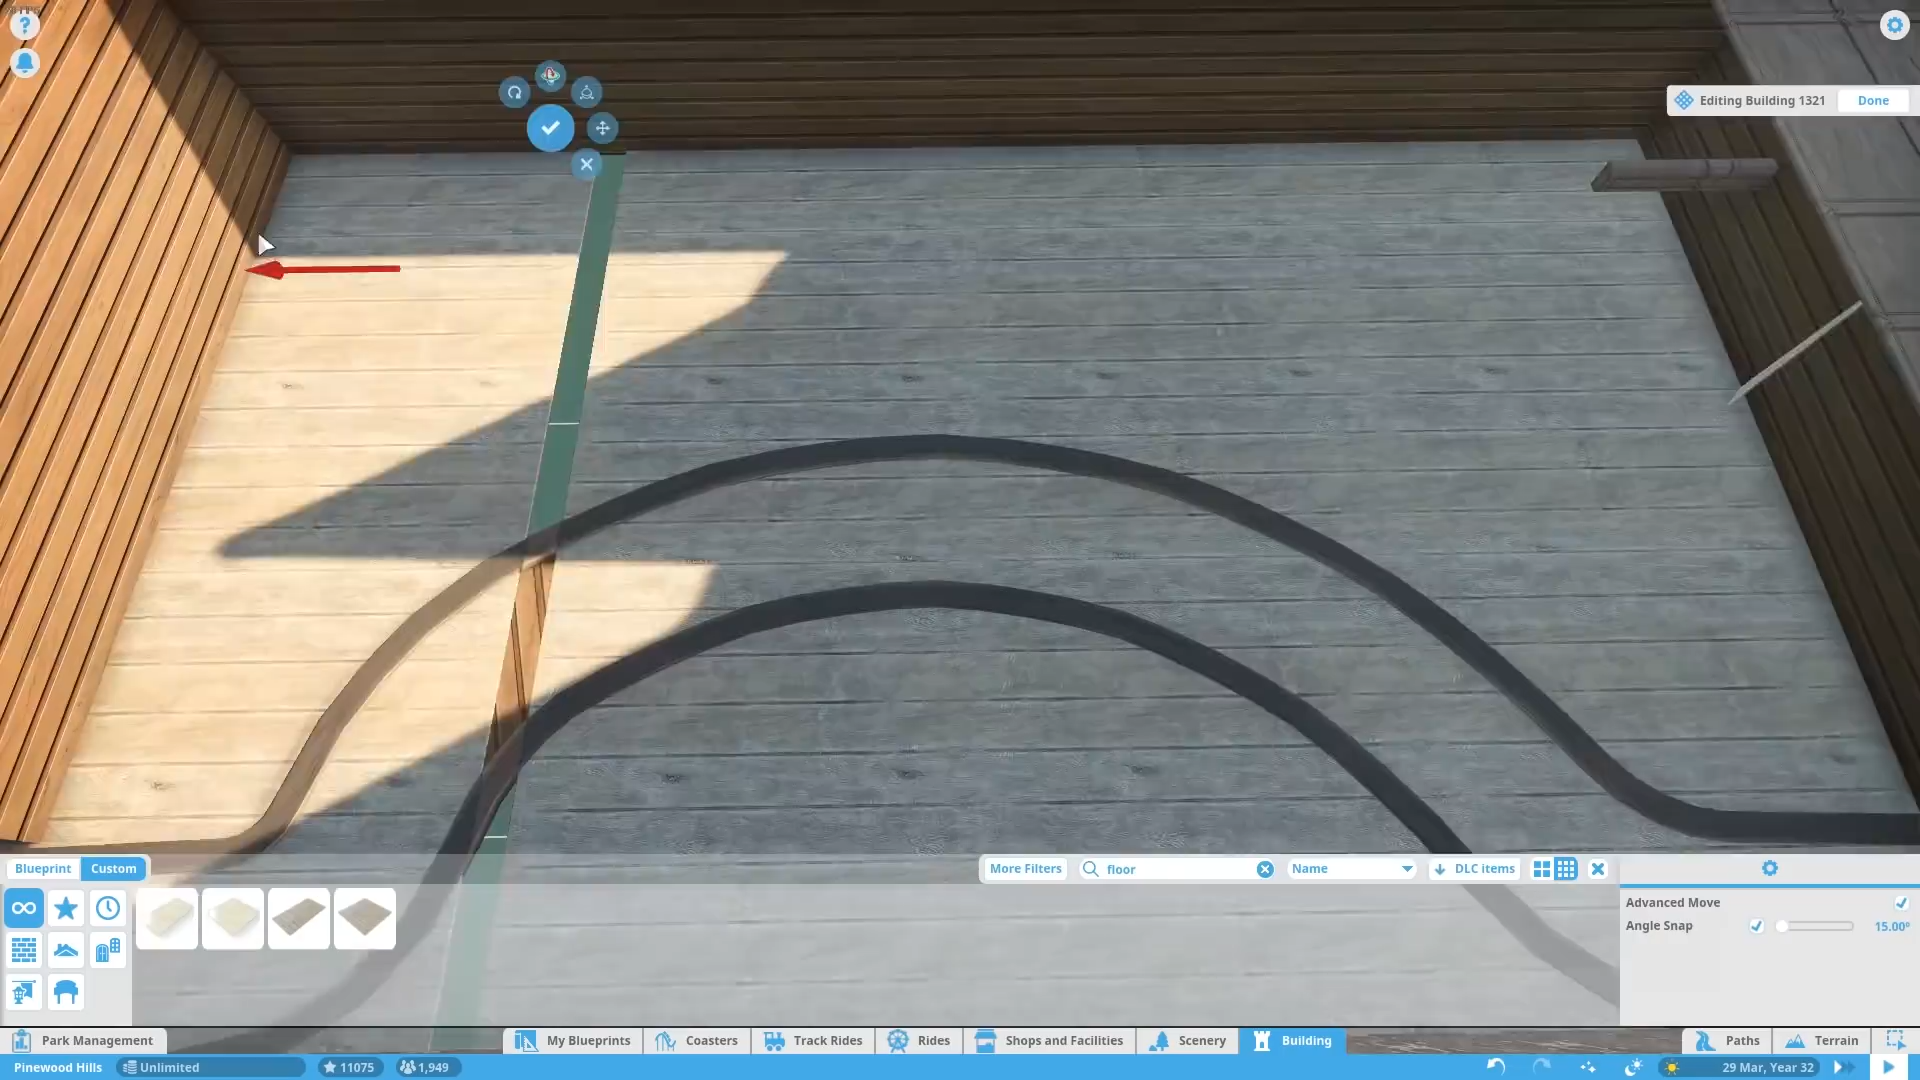 Editing Building 1321 Done
Blueprint Custom
More Filters floor Name DLC items
Advanced Move
Angle Snap 15.00°
Park Management My Blueprints Coasters Track Rides Rides Shops and Facilities Scenery Building Paths Terrain
Pinewood Hills Unlimited 11075 1,949 29 Mar, Year 32